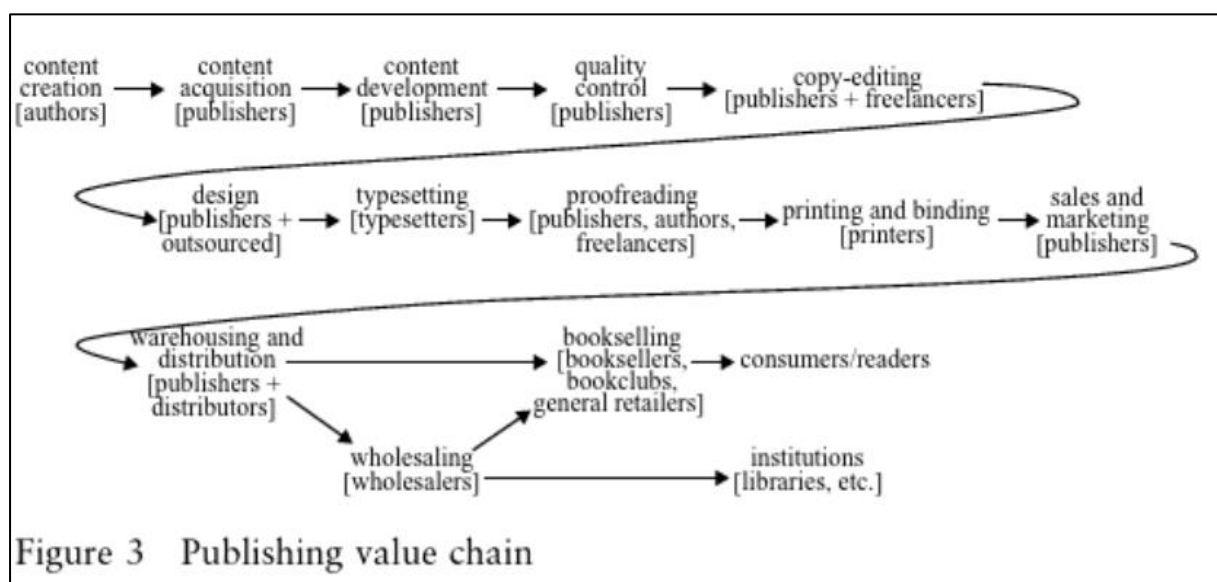 content
creation
[authors]
content
acquisition
[publishers]
content
development
[publishers]
quality
control
[publishers]
copy-editing
[publishers + freelancers]
design
[publishers +
outsourced]
typesetting
[typesetters]
proofreading
[publishers, authors,
freelancers]
printing and binding
[printers]
sales and
marketing
[publishers]
warehousing and
distribution
[publishers +
distributors]
bookselling
[booksellers,
bookclubs,
general retailers]
consumers/readers
wholesaling
[wholesalers]
institutions
[libraries, etc.]
Figure 3 Publishing value chain